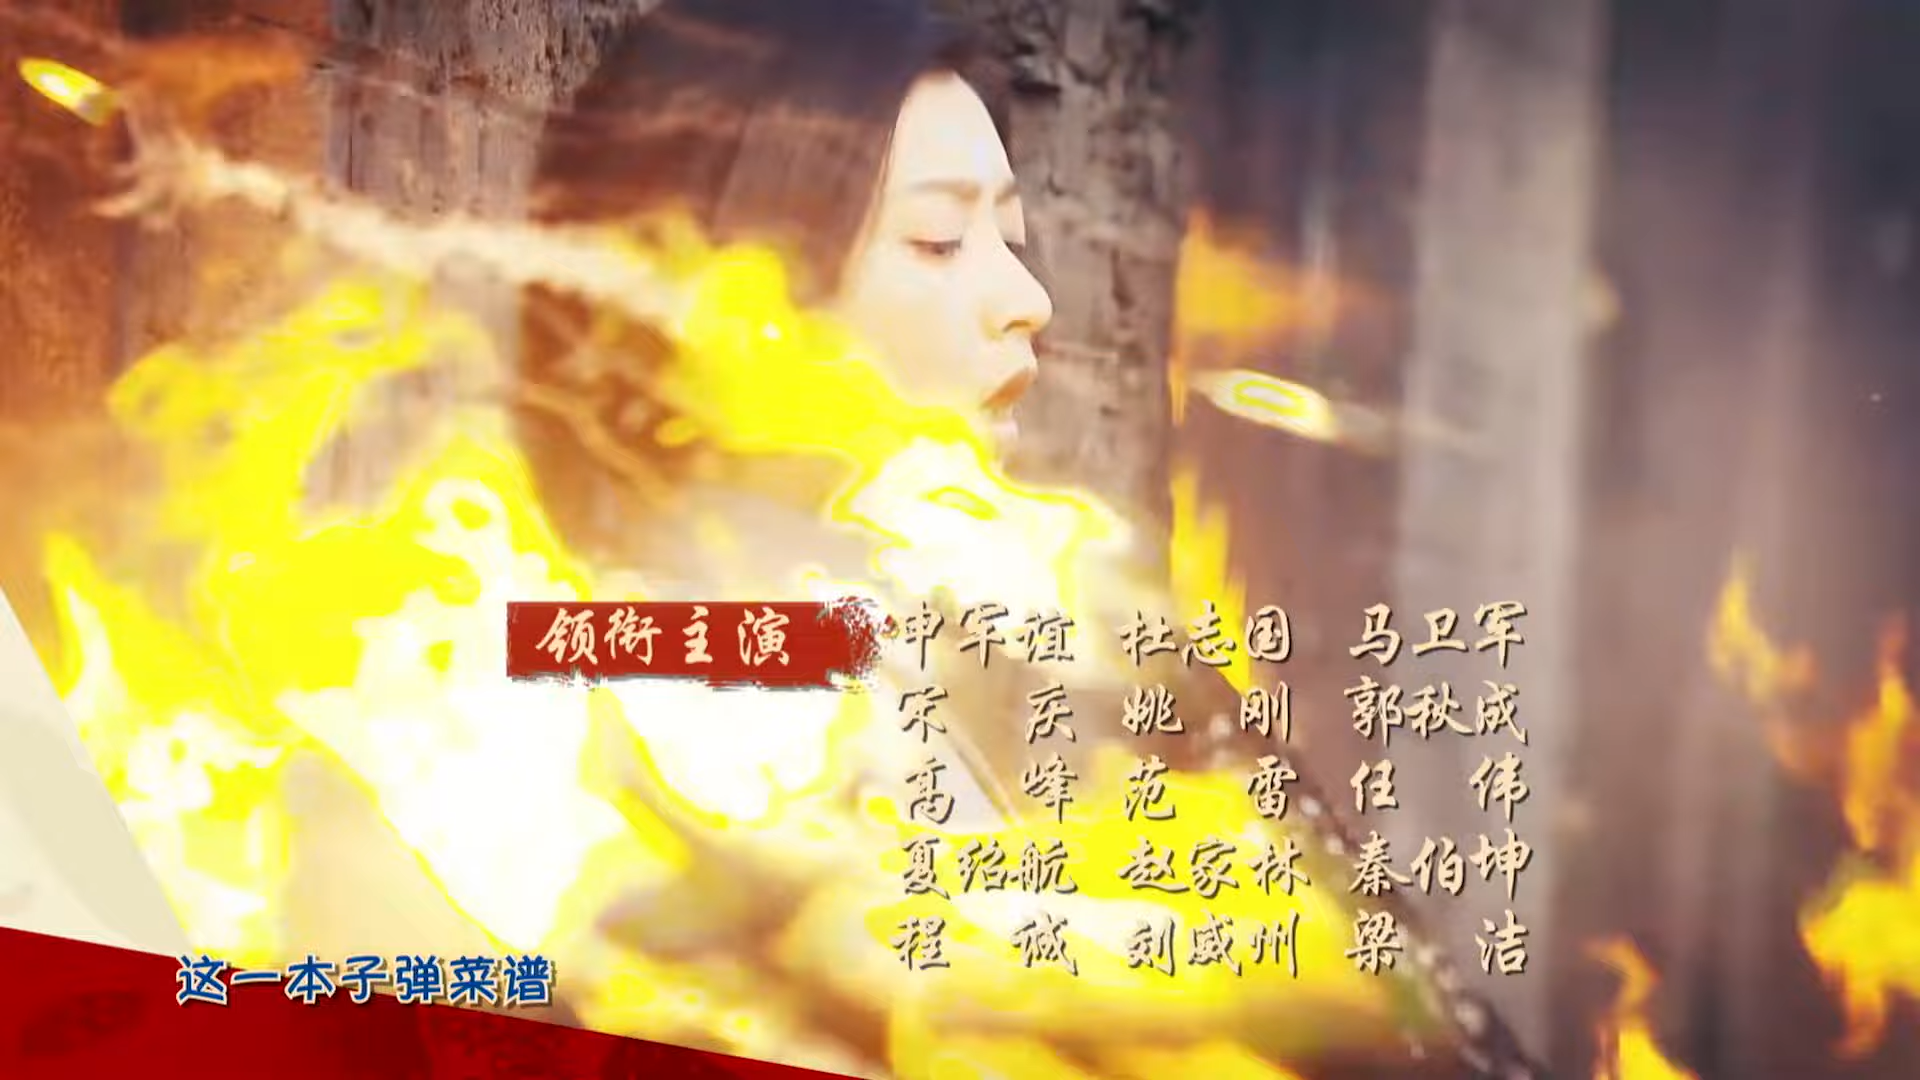 领衔主演 申军谊 杜志国 马卫军
宋庆 姚刚 郭秋成
高峰 范雷 任伟
夏绍航 赵家林 秦伯坤
程诚 刘威州 梁洁
这一本子弹菜谱